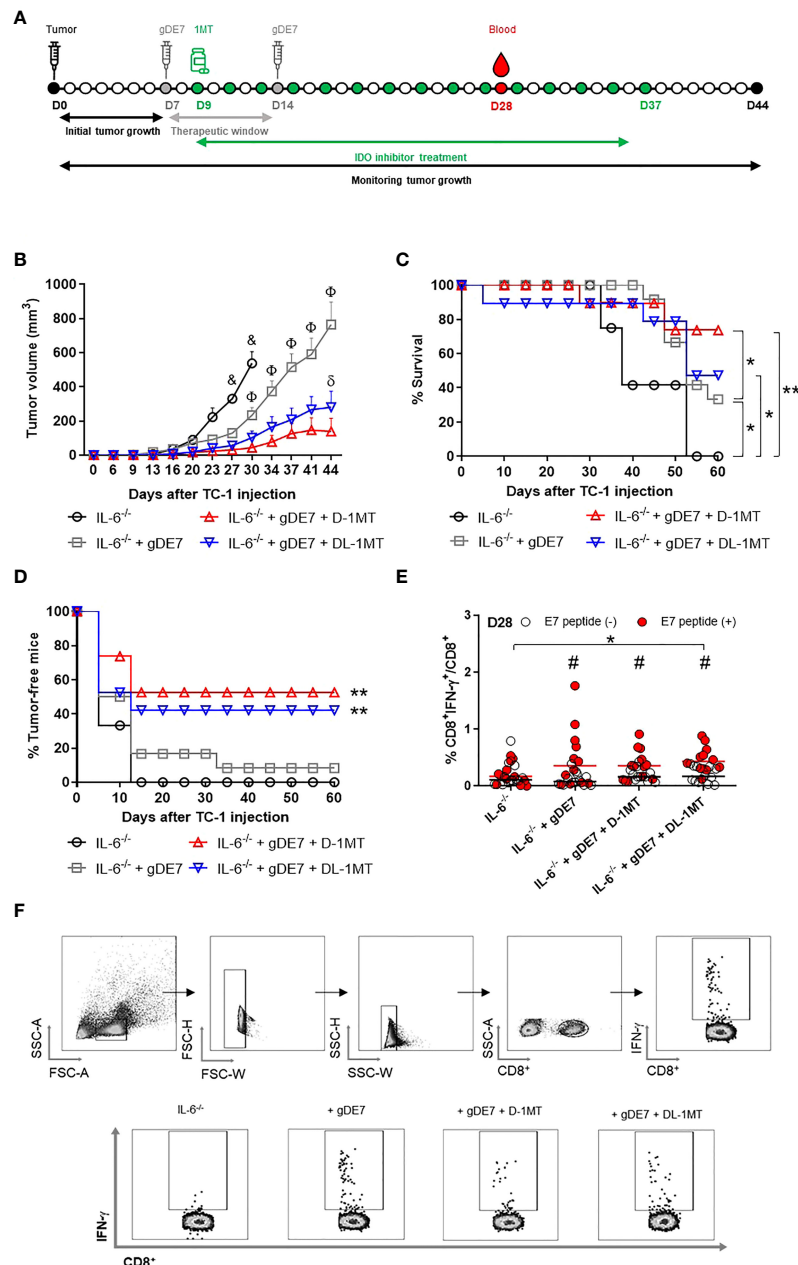 A
Tumor
gDE7
1MT
gDE7
Blood
D0
D7
D9
D14
D28
D37
D44
Initial tumor growth
Therapeutic window
IDO inhibitor treatment
Monitoring tumor growth
B
Tumor volume (mm³)
1000
800
600
400
200
0
&
&
Φ
Φ
Φ
Φ
Φ
δ
0 6 9 13 16 20 23 27 30 34 37 41 44
Days after TC-1 injection
IL-6⁻/⁻
IL-6⁻/⁻ + gDE7 + D-1MT
IL-6⁻/⁻ + gDE7
IL-6⁻/⁻ + gDE7 + DL-1MT
C
% Survival
100
80
60
40
20
0
0 10 20 30 40 50 60
*
*
*
**
Days after TC-1 injection
IL-6⁻/⁻
IL-6⁻/⁻ + gDE7 + D-1MT
IL-6⁻/⁻ + gDE7
IL-6⁻/⁻ + gDE7 + DL-1MT
D
% Tumor-free mice
100
80
60
40
20
0
**
**
0 10 20 30 40 50 60
Days after TC-1 injection
IL-6⁻/⁻
IL-6⁻/⁻ + gDE7 + D-1MT
IL-6⁻/⁻ + gDE7
IL-6⁻/⁻ + gDE7 + DL-1MT
E
% CD8⁺IFN-γ⁺/CD8⁺
3
2
1
0
D28 E7 peptide (-) E7 peptide (+)
*
# # #
IL-6⁻/⁻
IL-6⁻/⁻ + gDE7
IL-6⁻/⁻ + gDE7 + D-1MT
IL-6⁻/⁻ + gDE7 + DL-1MT
F
SSC-A
FSC-A
FSC-H
FSC-W
SSC-H
SSC-W
SSC-A
CD8⁺
IFN-γ
CD8⁺
IL-6⁻/⁻
+ gDE7
+ gDE7 + D-1MT
+ gDE7 + DL-1MT
IFN-γ
CD8⁺